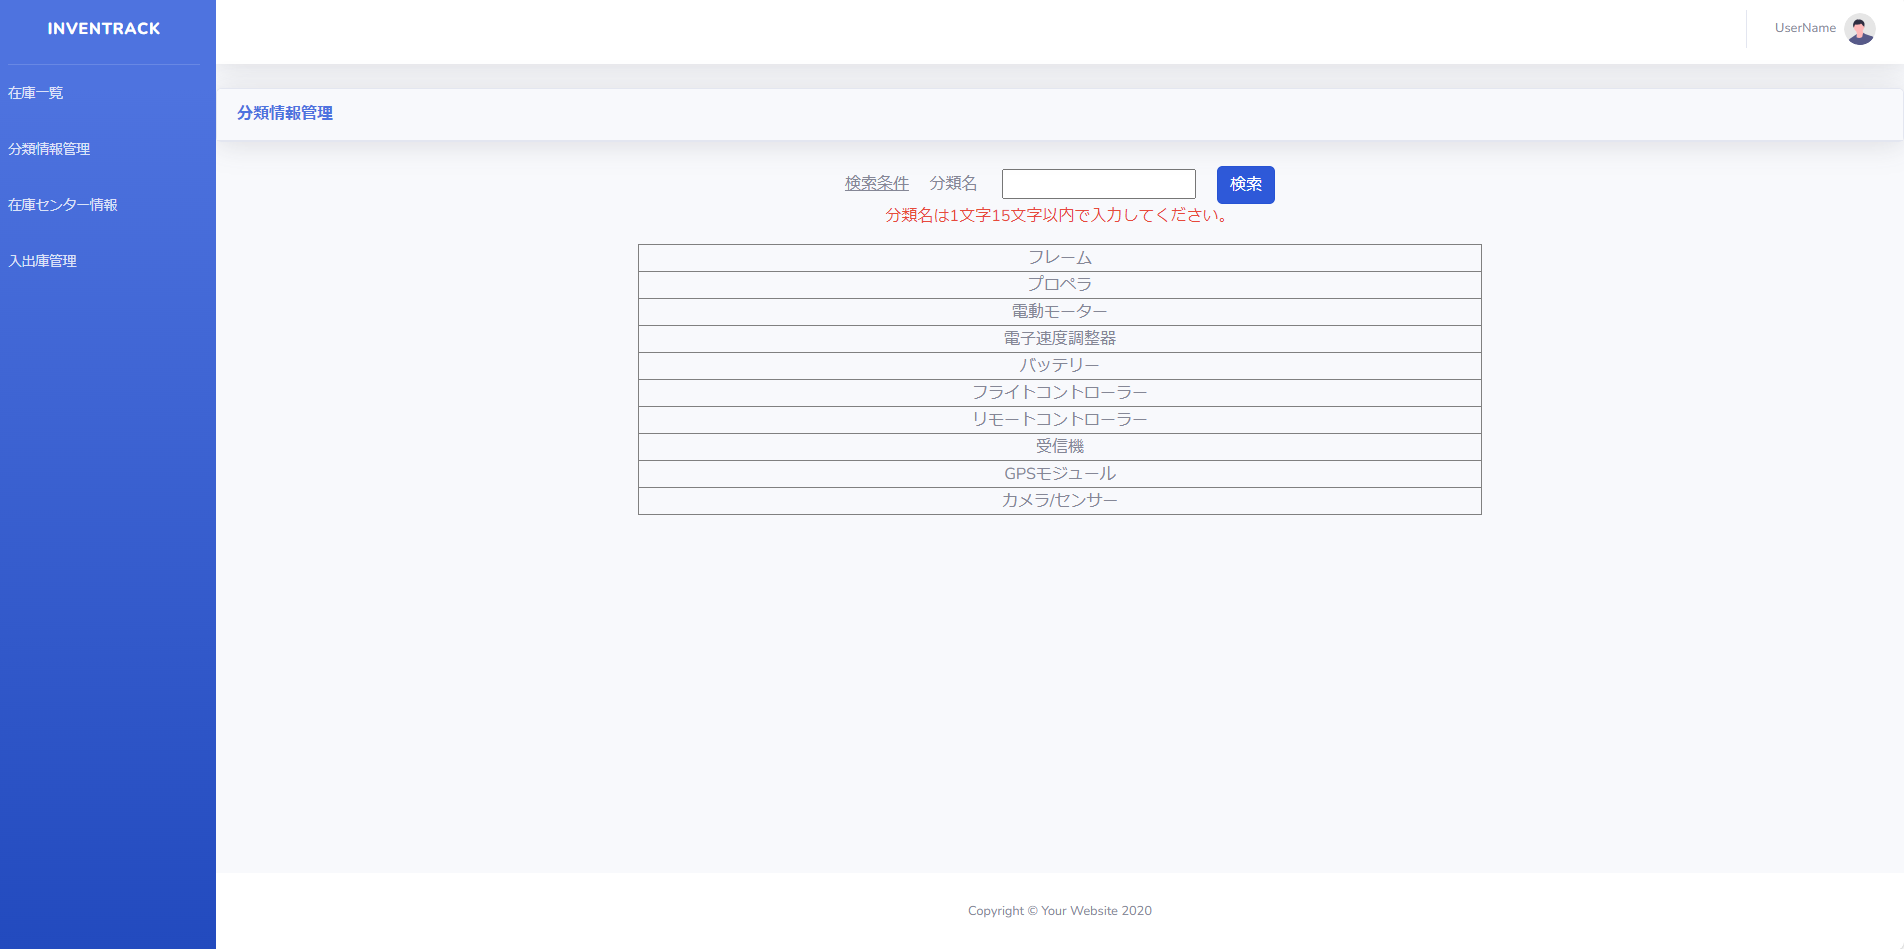 INVENTRACK
UserName
在庫一覧
分類情報管理
在庫センター情報
入出庫管理
分類情報管理
検索条件 分類名 検索
分類名は1文字15文字以内で入力してください。
フレーム
プロペラ
電動モーター
電子速度調整器
バッテリー
フライトコントローラー
リモートコントローラー
受信機
GPSモジュール
カメラ/センサー
Copyright © Your Website 2020